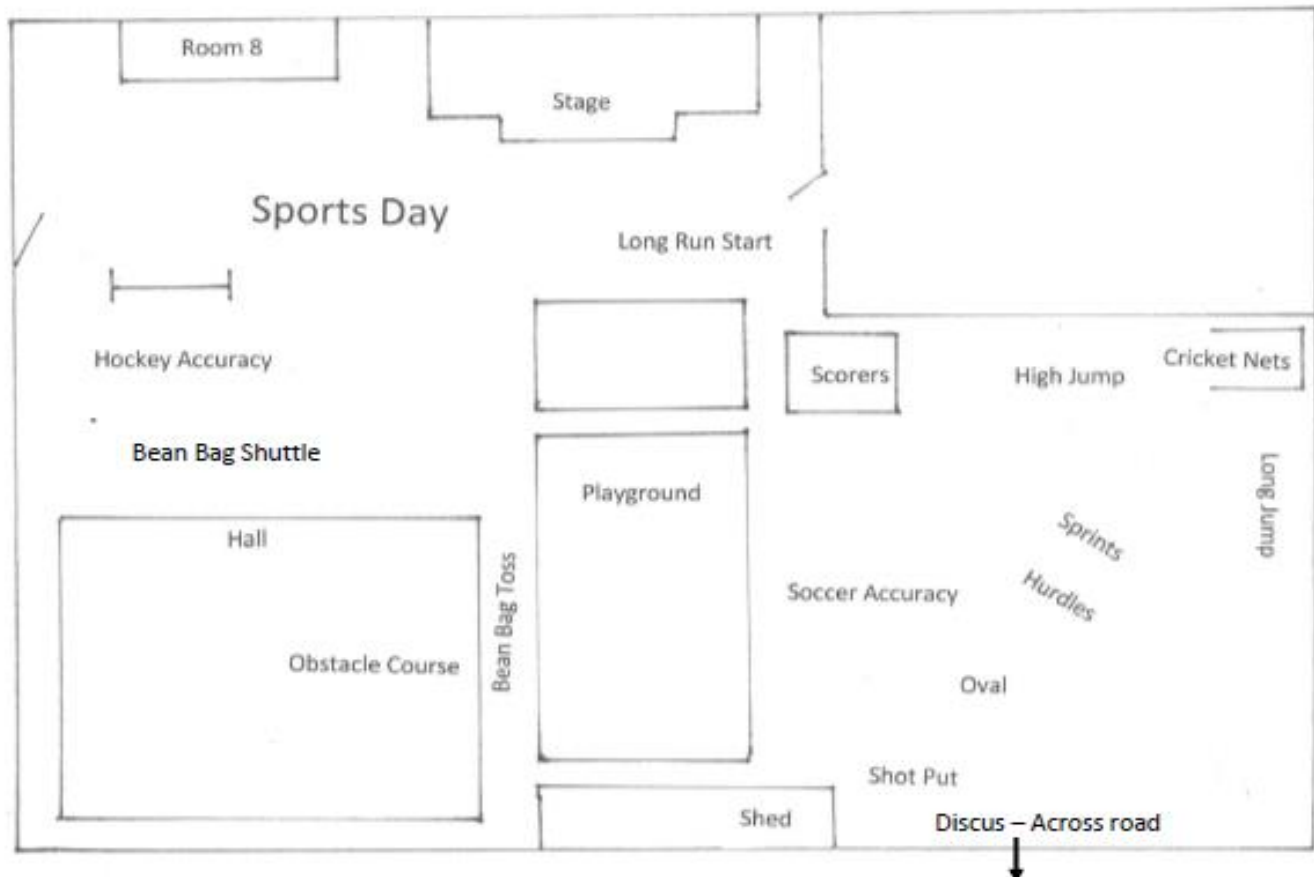 Room 8
Stage
Sports Day
Long Run Start
Hockey Accuracy
Scorers
High Jump
Cricket Nets
Bean Bag Shuttle
Playground
Long Jump
Hall
Sprints
Bean Bag Toss
Soccer Accuracy
Hurdles
Obstacle Course
Oval
Shot Put
Shed
Discus – Across road